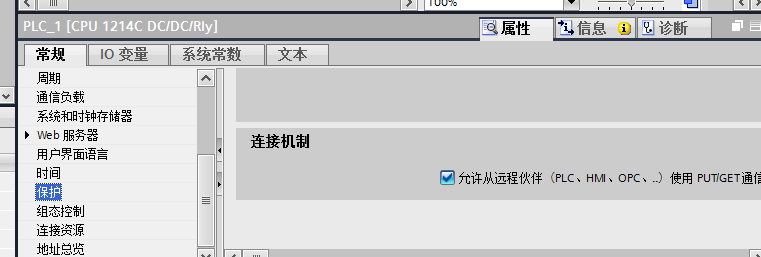 100%
PLC_1 [CPU 1214C DC/DC/Rly]
属性 信息 诊断
常规 IO 变量 系统常数 文本
周期
通信负载
系统和时钟存储器
Web 服务器
用户界面语言
时间
保护
组态控制
连接资源
地址总览
连接机制
允许从远程伙伴（PLC、HMI、OPC、...）使用 PUT/GET 通信